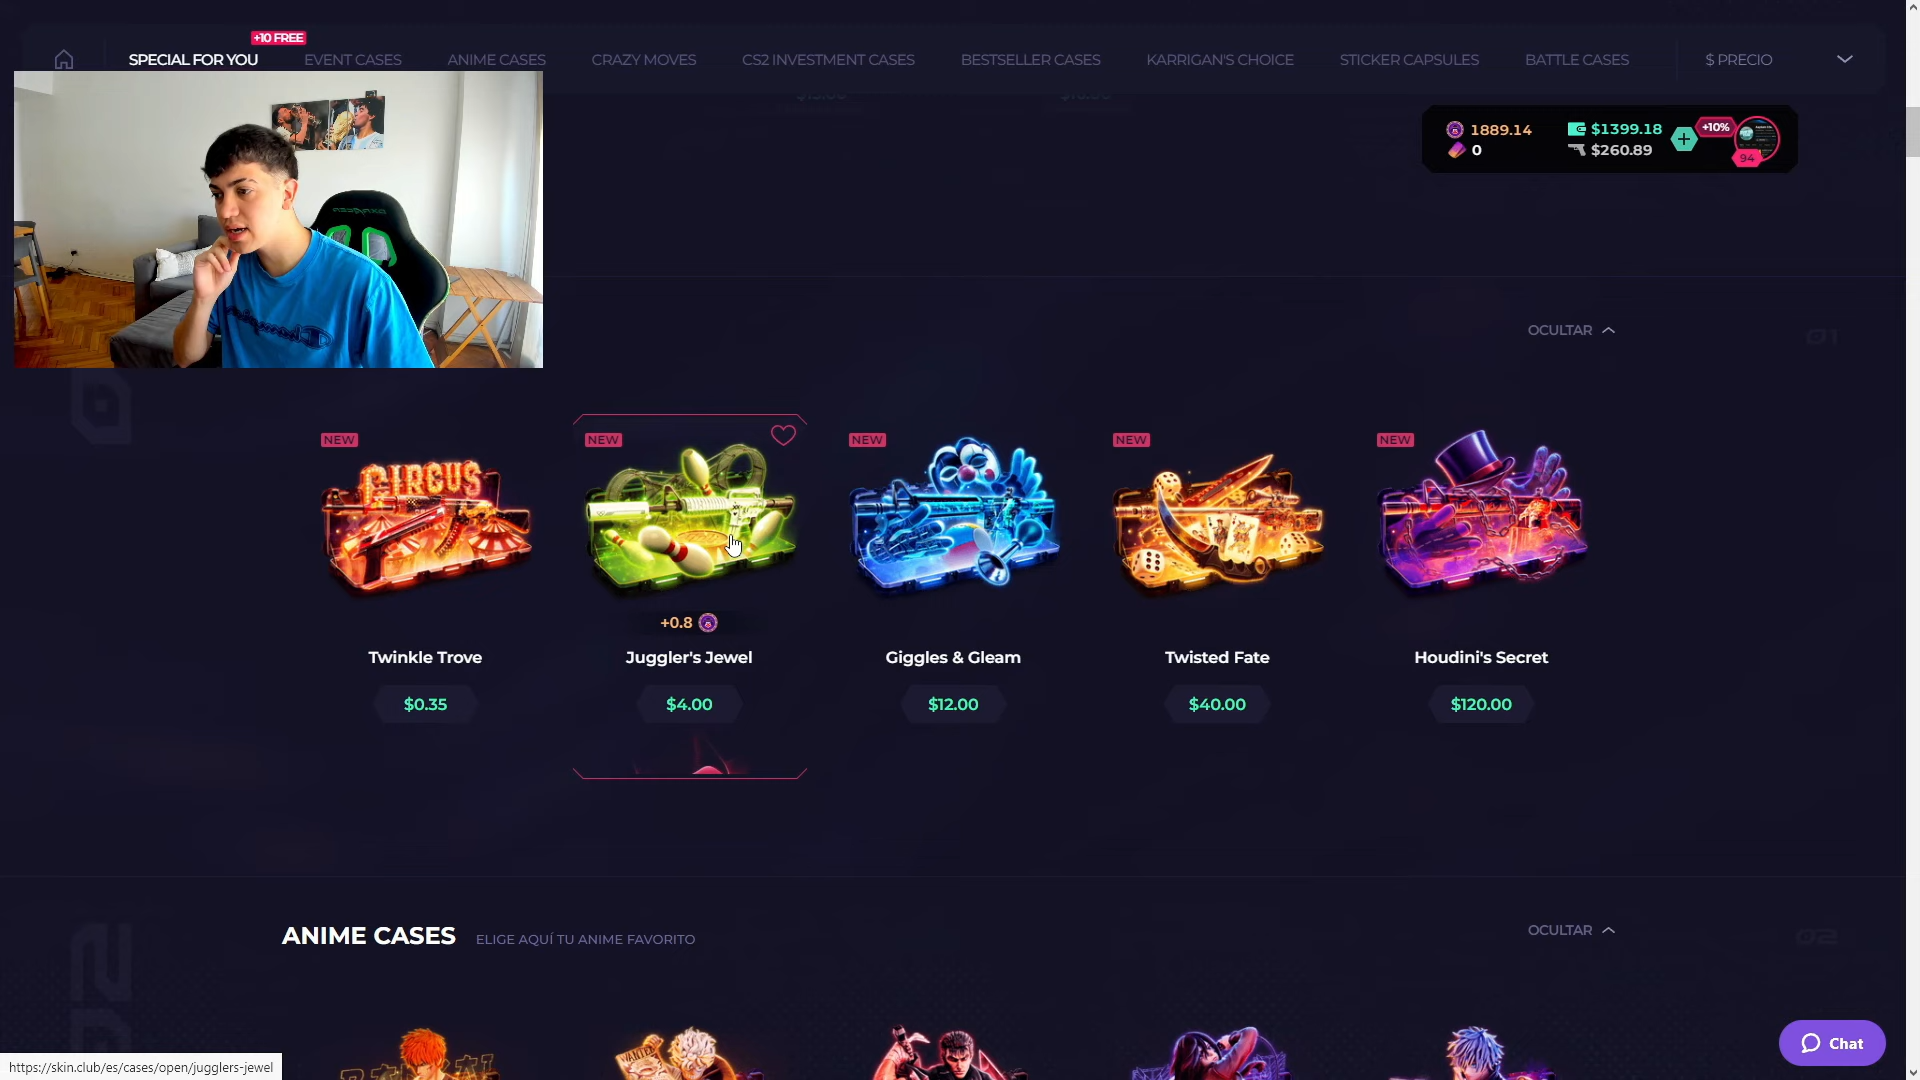 +10 FREE
SPECIAL FOR YOU
EVENT CASES
ANIME CASES
CRAZY MOVES
CS2 INVESTMENT CASES
BESTSELLER CASES
KARRIGAN'S CHOICE
STICKER CAPSULES
BATTLE CASES
$ PRECIO
1889.14
$1399.18
+10%
0
$260.89
94
OCULTAR
01
NEW
NEW
NEW
NEW
NEW
CIRCUS
+0.8
Twinkle Trove
Juggler's Jewel
Giggles & Gleam
Twisted Fate
Houdini's Secret
$0.35
$4.00
$12.00
$40.00
$120.00
ANIME CASES
ELIGE AQUÍ TU ANIME FAVORITO
OCULTAR
02
WANTED
Chat
https://skin.club/es/cases/open/jugglers-jewel